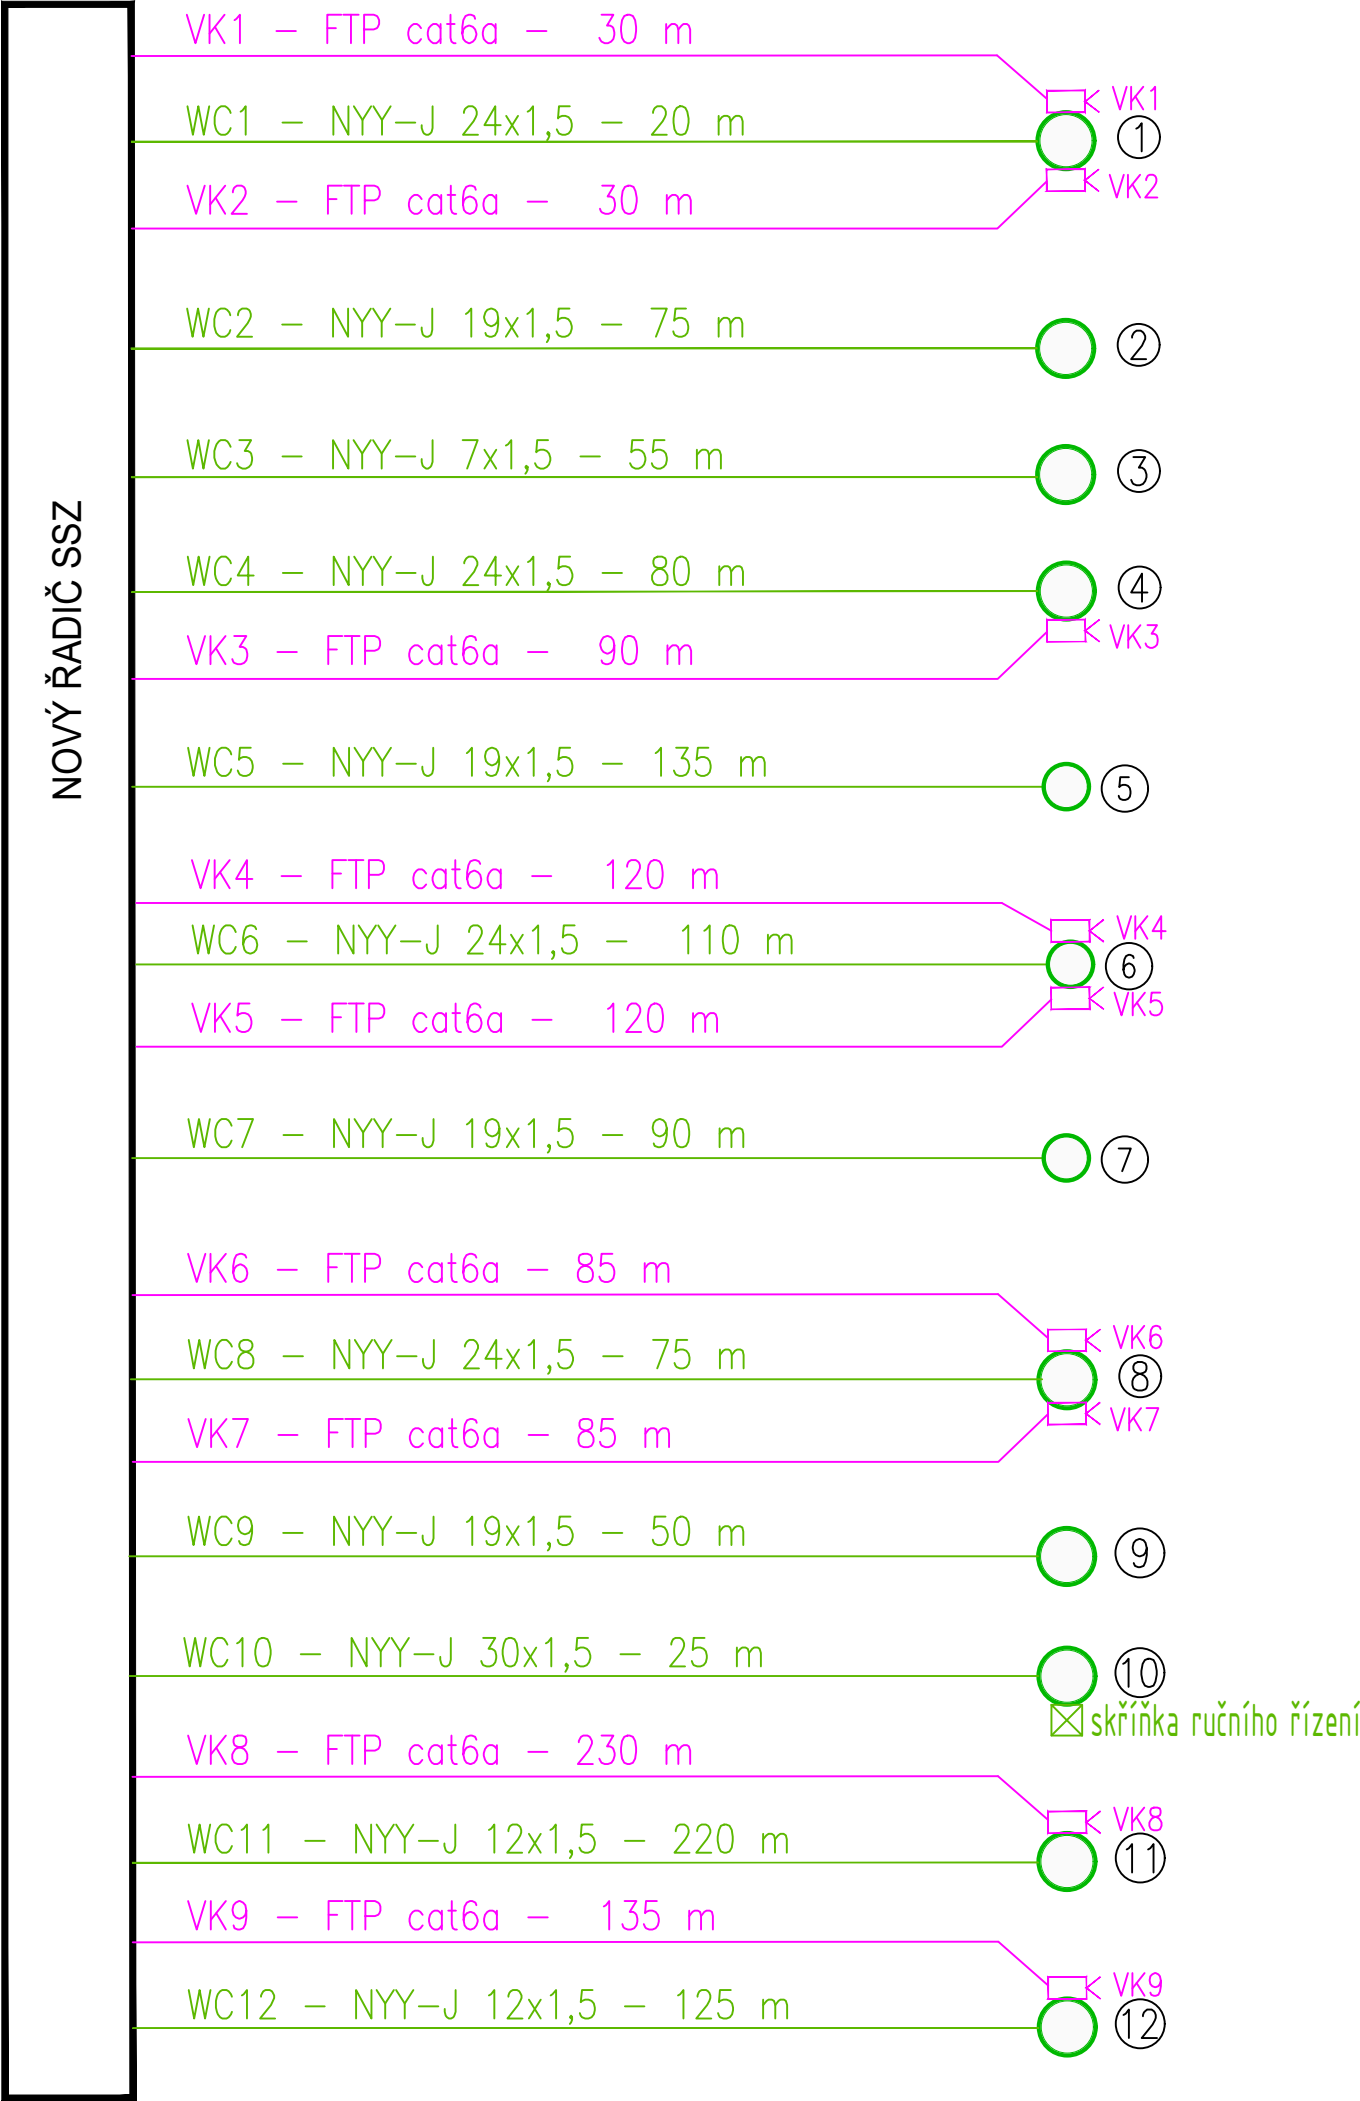 NOVÝ ŘADIČ SSZ
VK1 – FTP cat6a – 30 m
VK1
WC1 – NYY-J 24x1,5 – 20 m
1
VK2 – FTP cat6a – 30 m
VK2
WC2 – NYY-J 19x1,5 – 75 m
2
WC3 – NYY-J 7x1,5 – 55 m
3
WC4 – NYY-J 24x1,5 – 80 m
4
VK3 – FTP cat6a – 90 m
VK3
WC5 – NYY-J 19x1,5 – 135 m
5
VK4 – FTP cat6a – 120 m
VK4
WC6 – NYY-J 24x1,5 – 110 m
6
VK5 – FTP cat6a – 120 m
VK5
WC7 – NYY-J 19x1,5 – 90 m
7
VK6 – FTP cat6a – 85 m
VK6
WC8 – NYY-J 24x1,5 – 75 m
8
VK7 – FTP cat6a – 85 m
VK7
WC9 – NYY-J 19x1,5 – 50 m
9
WC10 – NYY-J 30x1,5 – 25 m
10
skříňka ručního řízení
VK8 – FTP cat6a – 230 m
VK8
WC11 – NYY-J 12x1,5 – 220 m
11
VK9 – FTP cat6a – 135 m
VK9
WC12 – NYY-J 12x1,5 – 125 m
12